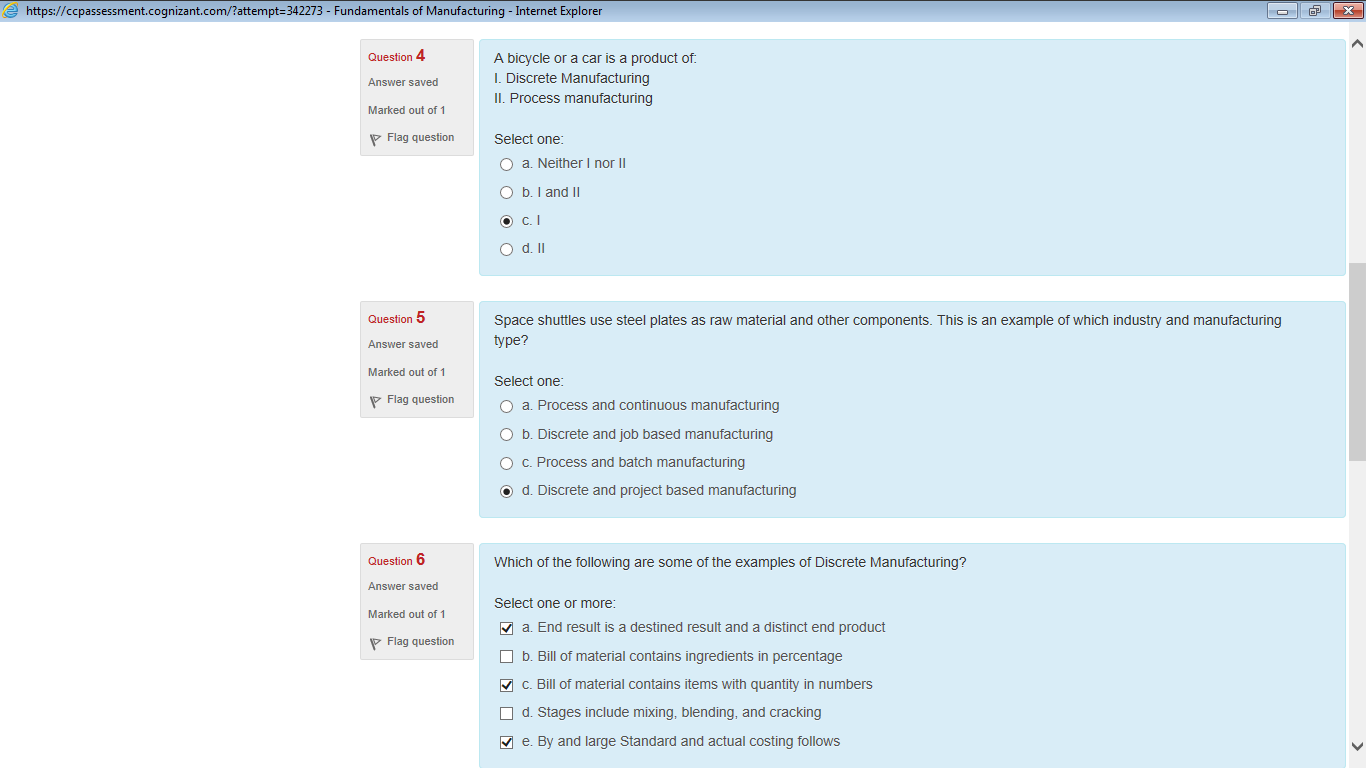 https://ccpassessment.cognizant.com/?attempt=342273 - Fundamentals of Manufacturing - Internet Explorer
Question 4
Answer saved
Marked out of 1
Flag question
A bicycle or a car is a product of:
I. Discrete Manufacturing
II. Process manufacturing
Select one:
a. Neither I nor II
b. I and II
c. I
d. II
Question 5
Answer saved
Marked out of 1
Flag question
Space shuttles use steel plates as raw material and other components. This is an example of which industry and manufacturing
type?
Select one:
a. Process and continuous manufacturing
b. Discrete and job based manufacturing
c. Process and batch manufacturing
d. Discrete and project based manufacturing
Question 6
Answer saved
Marked out of 1
Flag question
Which of the following are some of the examples of Discrete Manufacturing?
Select one or more:
a. End result is a destined result and a distinct end product
b. Bill of material contains ingredients in percentage
c. Bill of material contains items with quantity in numbers
d. Stages include mixing, blending, and cracking
e. By and large Standard and actual costing follows